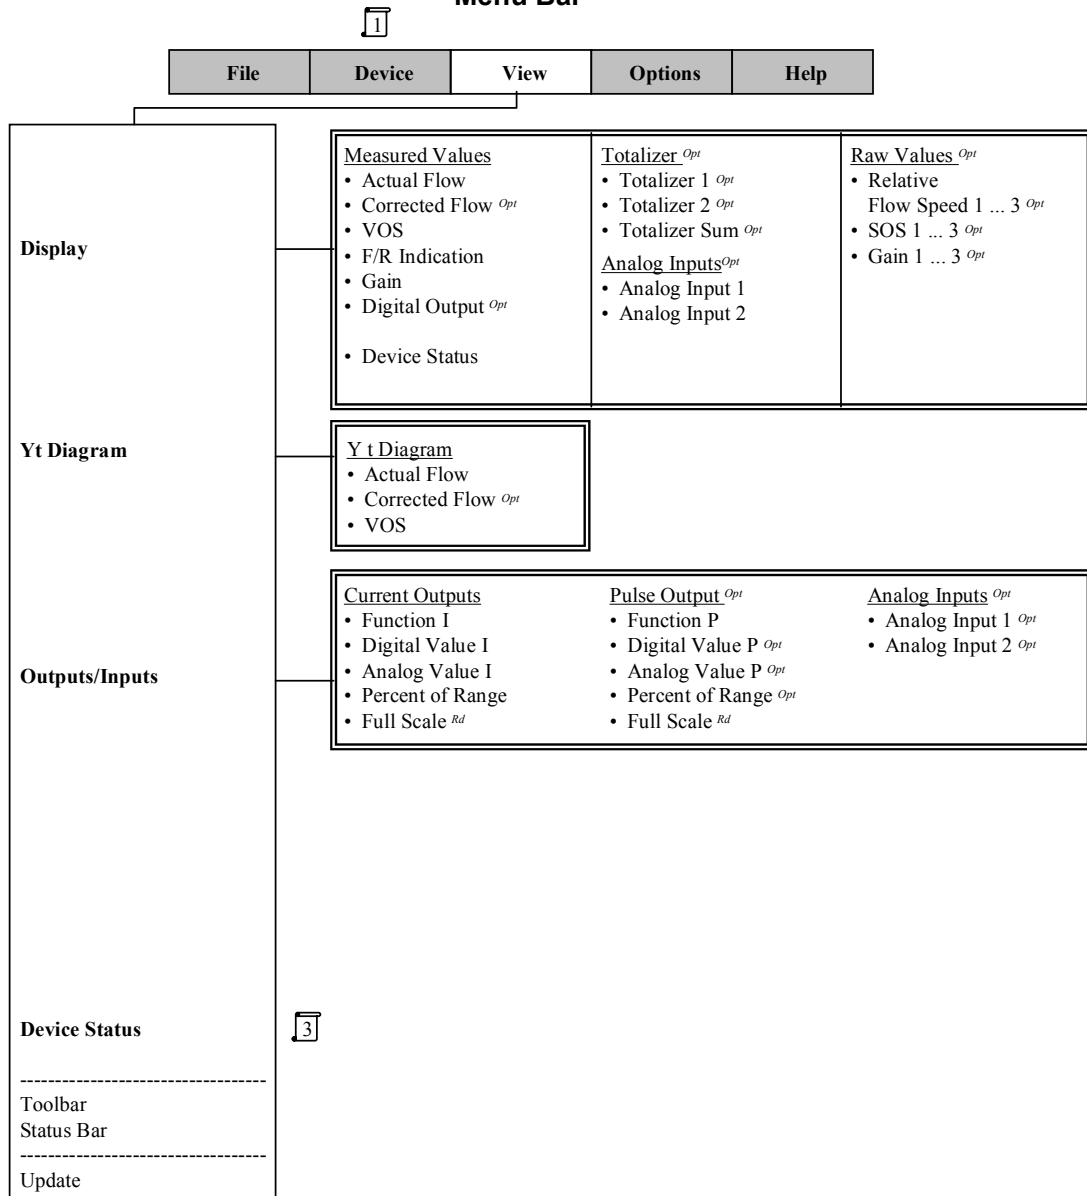 Menu Bar
1
File Device View Options Help
Display
Measured Values
• Actual Flow
• Corrected Flow Opt
• VOS
• F/R Indication
• Gain
• Digital Output Opt
• Device Status
Totalizer Opt
• Totalizer 1 Opt
• Totalizer 2 Opt
• Totalizer Sum Opt
Analog Inputs Opt
• Analog Input 1
• Analog Input 2
Raw Values Opt
• Relative
Flow Speed 1 ... 3 Opt
• SOS 1 ... 3 Opt
• Gain 1 ... 3 Opt
Yt Diagram
Y t Diagram
• Actual Flow
• Corrected Flow Opt
• VOS
Outputs/Inputs
Current Outputs
• Function I
• Digital Value I
• Analog Value I
• Percent of Range
• Full Scale Rd
Pulse Output Opt
• Function P
• Digital Value P Opt
• Analog Value P Opt
• Percent of Range Opt
• Full Scale Rd
Analog Inputs Opt
• Analog Input 1 Opt
• Analog Input 2 Opt
Device Status
3
----------------------------------
Toolbar
Status Bar
----------------------------------
Update